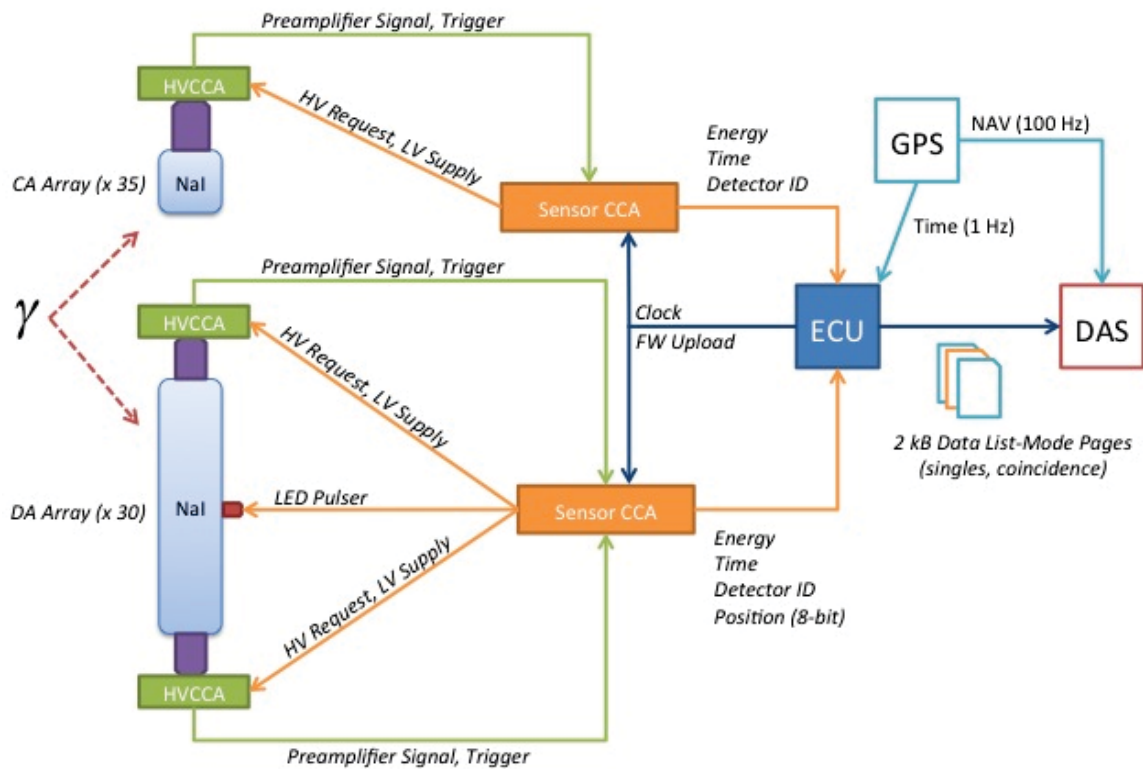 Preamplifier Signal, Trigger
HVCCA
HV Request, LV Supply
CA Array (x 35)
NaI
Sensor CCA
Energy
Time
Detector ID
GPS
NAV (100 Hz)
Time (1 Hz)
γ
Preamplifier Signal, Trigger
HVCCA
HV Request, LV Supply
Clock
FW Upload
ECU
DAS
2 kB Data List-Mode Pages
(singles, coincidence)
DA Array (x 30)
NaI
LED Pulser
Sensor CCA
Energy
Time
Detector ID
Position (8-bit)
HV Request, LV Supply
HVCCA
Preamplifier Signal, Trigger